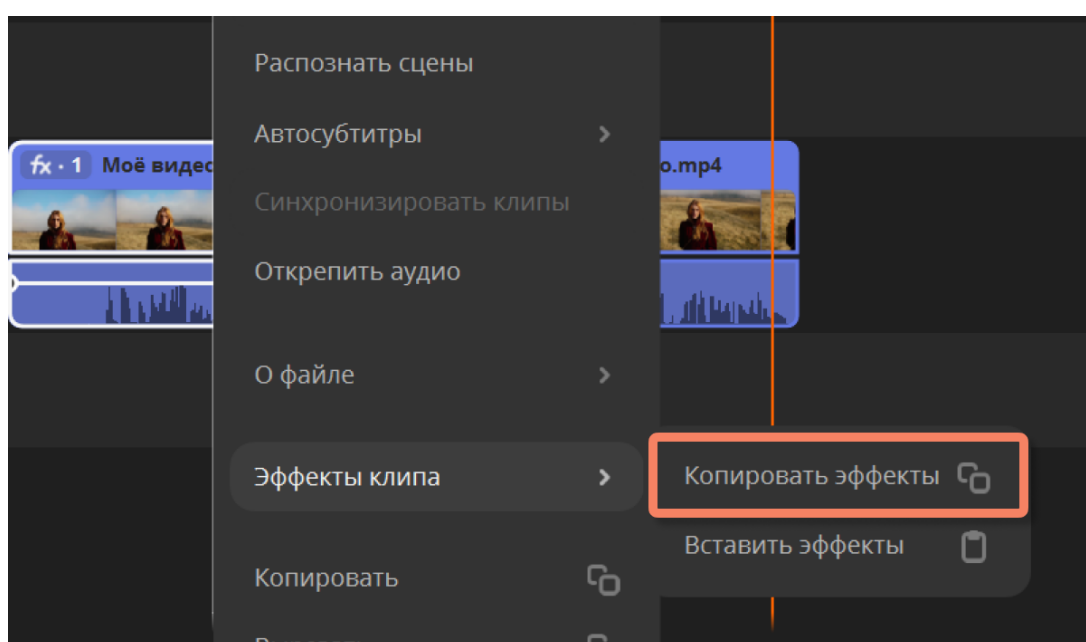 Распознать сцены
Автосубтитры
fx · 1 Моё видео
o.mp4
Синхронизировать клипы
Открепить аудио
О файле
Эффекты клипа
Копировать эффекты
Вставить эффекты
Копировать